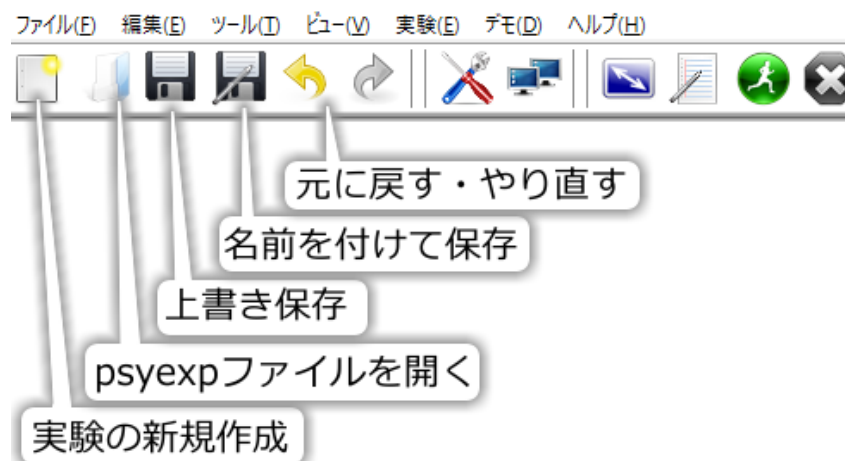 ファイル(F) 編集(E) ツール(T) ビュー(V) 実験(E) デモ(D) ヘルプ(H)
元に戻す・やり直す
名前を付けて保存
上書き保存
psyexpファイルを開く
実験の新規作成